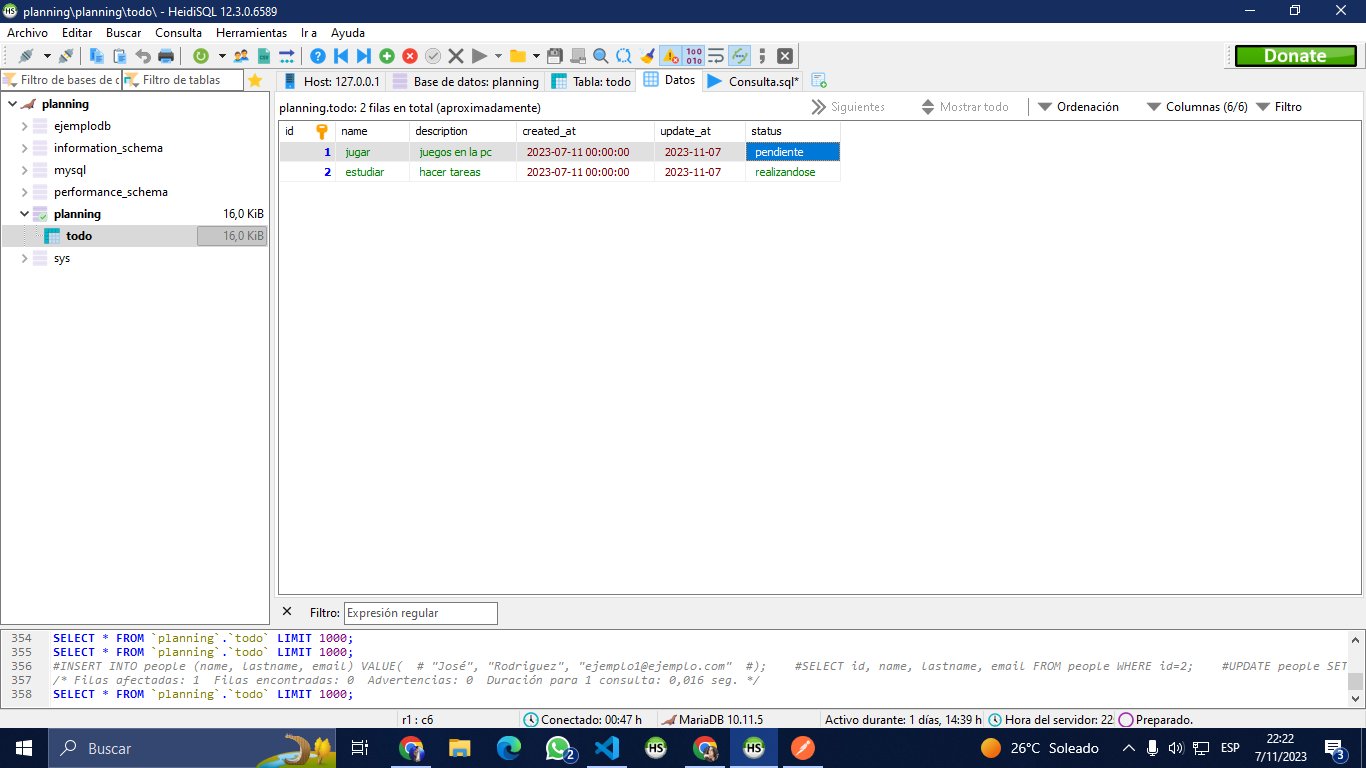 planning\planning\todo\ - HeidiSQL 12.3.0.6589
Archivo Editar Buscar Consulta Herramientas Ir a Ayuda
Donate
Filtro de bases de d Filtro de tablas
Host: 127.0.0.1 Base de datos: planning Tabla: todo Datos Consulta.sql*
planning
ejemplodb
information_schema
mysql
performance_schema
planning 16,0 KiB
todo 16,0 KiB
sys
planning.todo: 2 filas en total (aproximadamente) Siguientes Mostrar todo Ordenación Columnas (6/6) Filtro
id name description created_at update_at status
1 jugar juegos en la pc 2023-07-11 00:00:00 2023-11-07 pendiente
2 estudiar hacer tareas 2023-07-11 00:00:00 2023-11-07 realizandose
Filtro: Expresión regular
354 SELECT * FROM `planning`.`todo` LIMIT 1000;
355 SELECT * FROM `planning`.`todo` LIMIT 1000;
356 #INSERT INTO people (name, lastname, email) VALUE( # "José", "Rodriguez", "ejemplo1@ejemplo.com" #); #SELECT id, name, lastname, email FROM people WHERE id=2; #UPDATE people SET
357 /* Filas afectadas: 1 Filas encontradas: 0 Advertencias: 0 Duración para 1 consulta: 0,016 seg. */
358 SELECT * FROM `planning`.`todo` LIMIT 1000;
r1 : c6 Conectado: 00:47 h MariaDB 10.11.5 Activo durante: 1 días, 14:39 h Hora del servidor: 22 Preparado.
Buscar 2 HS HS 26°C Soleado ESP 22:22
7/11/2023 3